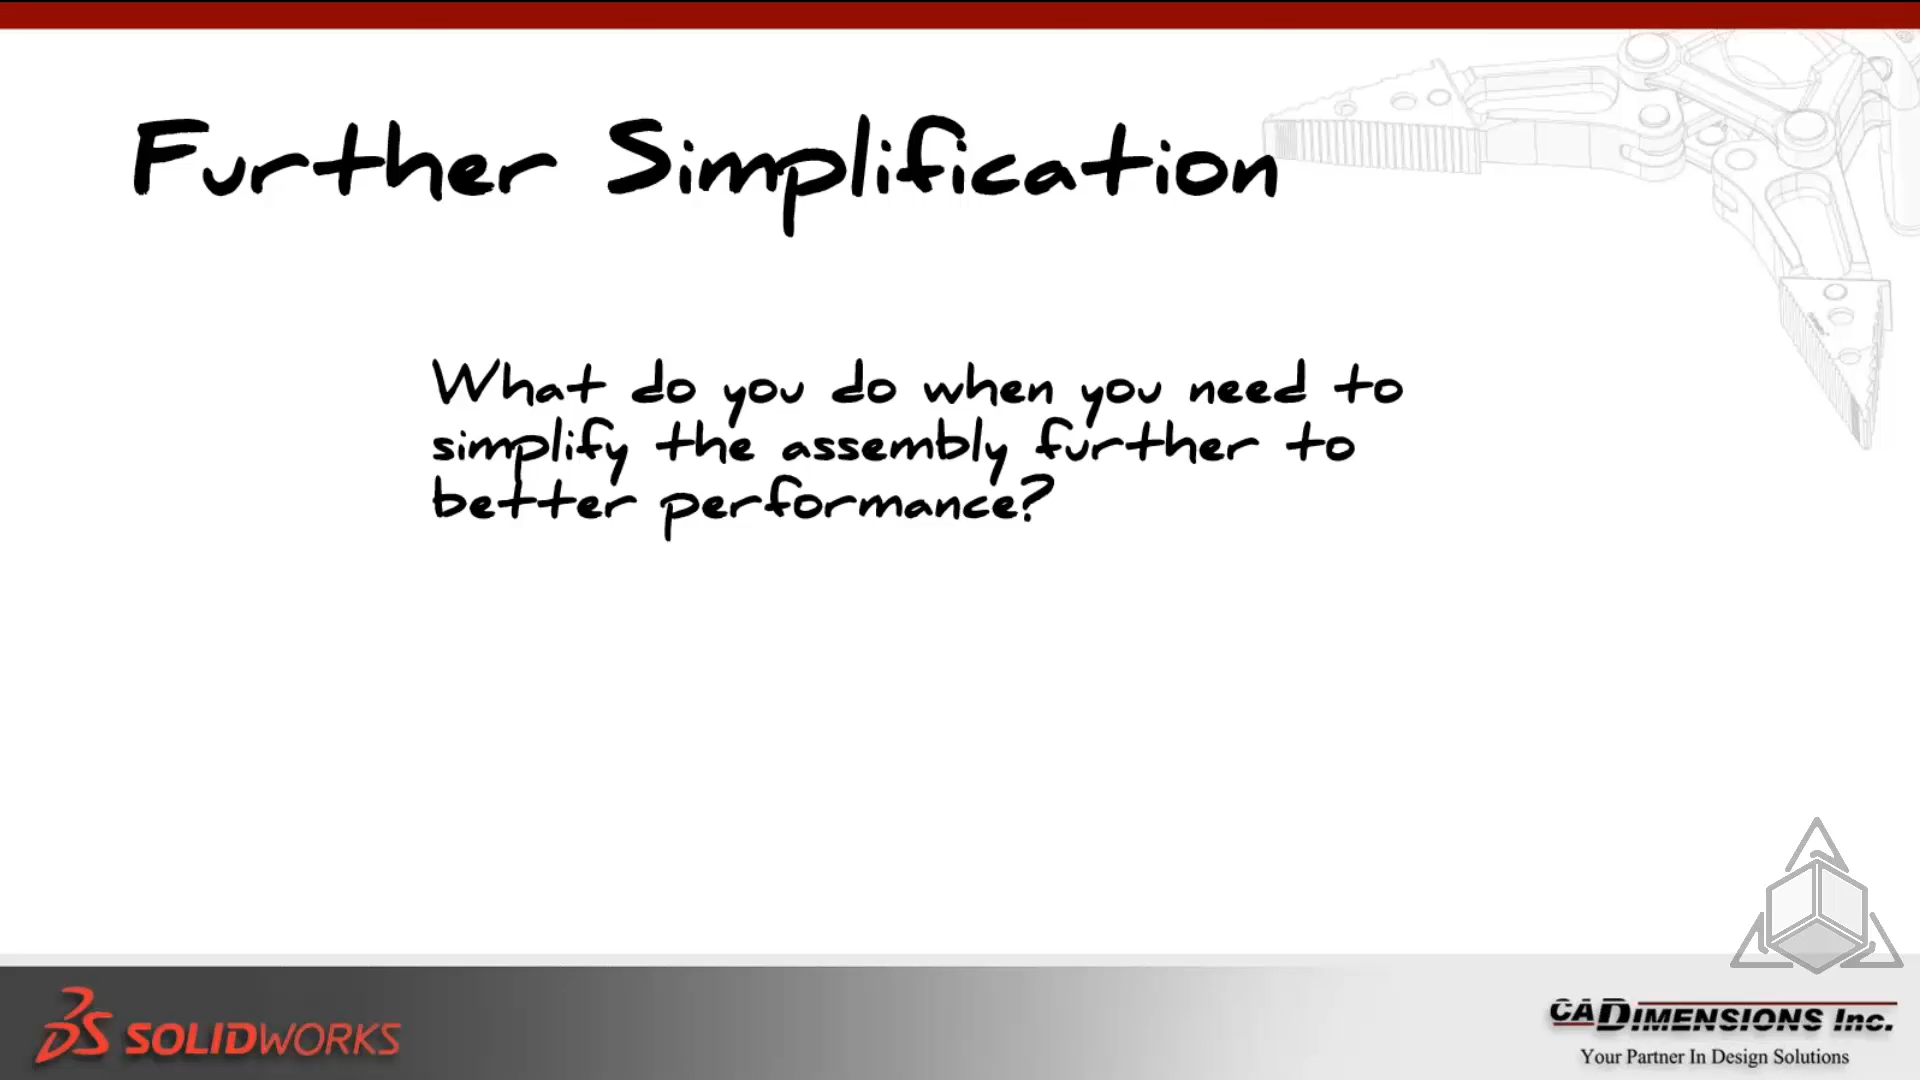 Further Simplification
What do you do when you need to
simplify the assembly further to
better performance?
SOLIDWORKS
CADIMENSIONS Inc.
Your Partner In Design Solutions